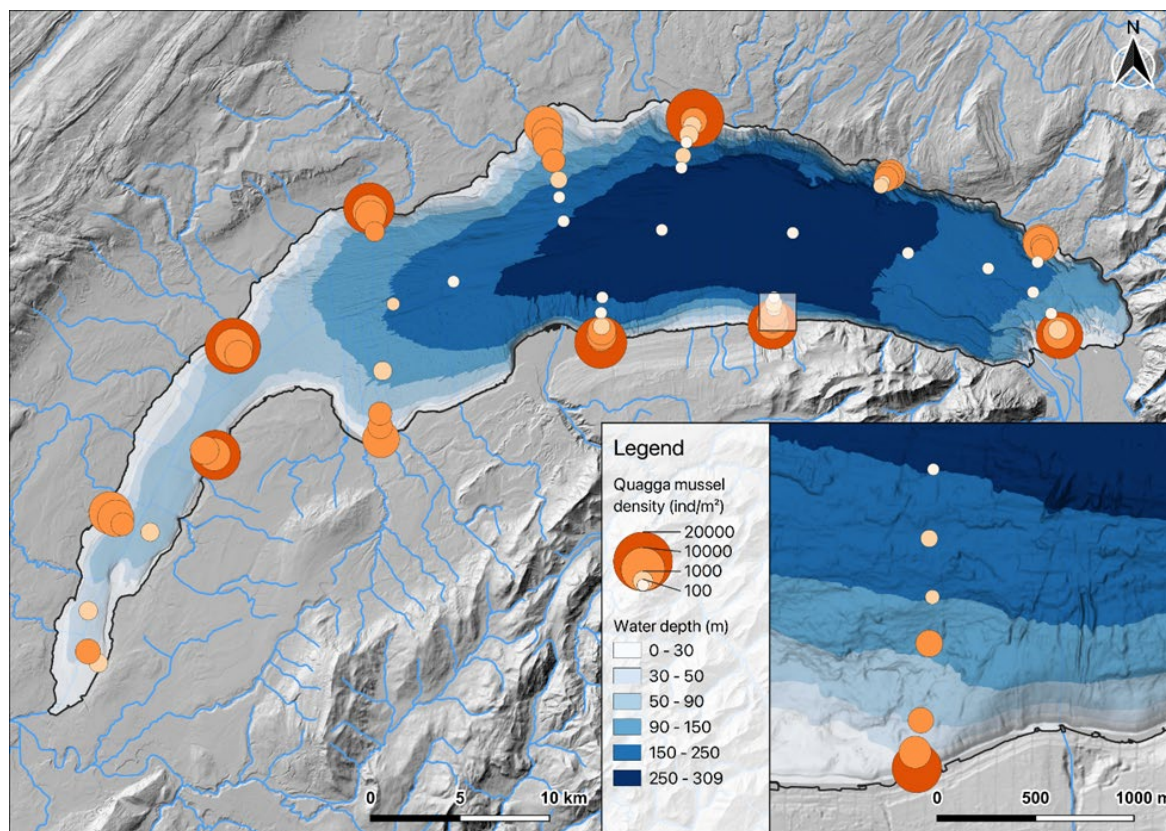 N
Legend
Quagga mussel
density (ind/m²)
20000
10000
1000
100
Water depth (m)
0 - 30
30 - 50
50 - 90
90 - 150
150 - 250
250 - 309
0 5 10 km
0 500 1000 m